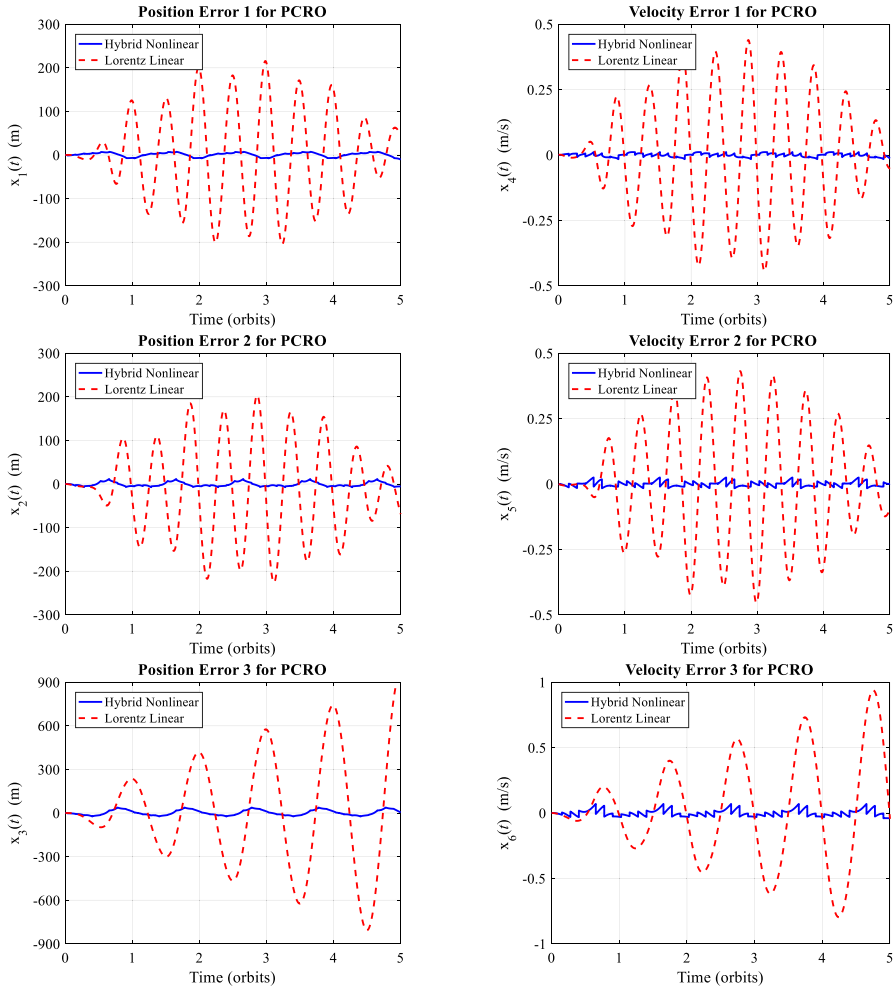 Position Error 1 for PCRO
300
200
100
0
-100
-200
-300
x1(t) (m)
Hybrid Nonlinear
Lorentz Linear
0 1 2 3 4 5
Time (orbits)
Velocity Error 1 for PCRO
0.5
0.25
0
-0.25
-0.5
x4(t) (m/s)
Hybrid Nonlinear
Lorentz Linear
0 1 2 3 4 5
Time (orbits)
Position Error 2 for PCRO
300
200
100
0
-100
-200
-300
x2(t) (m)
Hybrid Nonlinear
Lorentz Linear
0 1 2 3 4 5
Time (orbits)
Velocity Error 2 for PCRO
0.5
0.25
0
-0.25
-0.5
x5(t) (m/s)
Hybrid Nonlinear
Lorentz Linear
0 1 2 3 4 5
Time (orbits)
Position Error 3 for PCRO
900
600
300
0
-300
-600
-900
x3(t) (m)
Hybrid Nonlinear
Lorentz Linear
0 1 2 3 4 5
Time (orbits)
Velocity Error 3 for PCRO
1
0.5
0
-0.5
-1
x6(t) (m/s)
Hybrid Nonlinear
Lorentz Linear
0 1 2 3 4 5
Time (orbits)